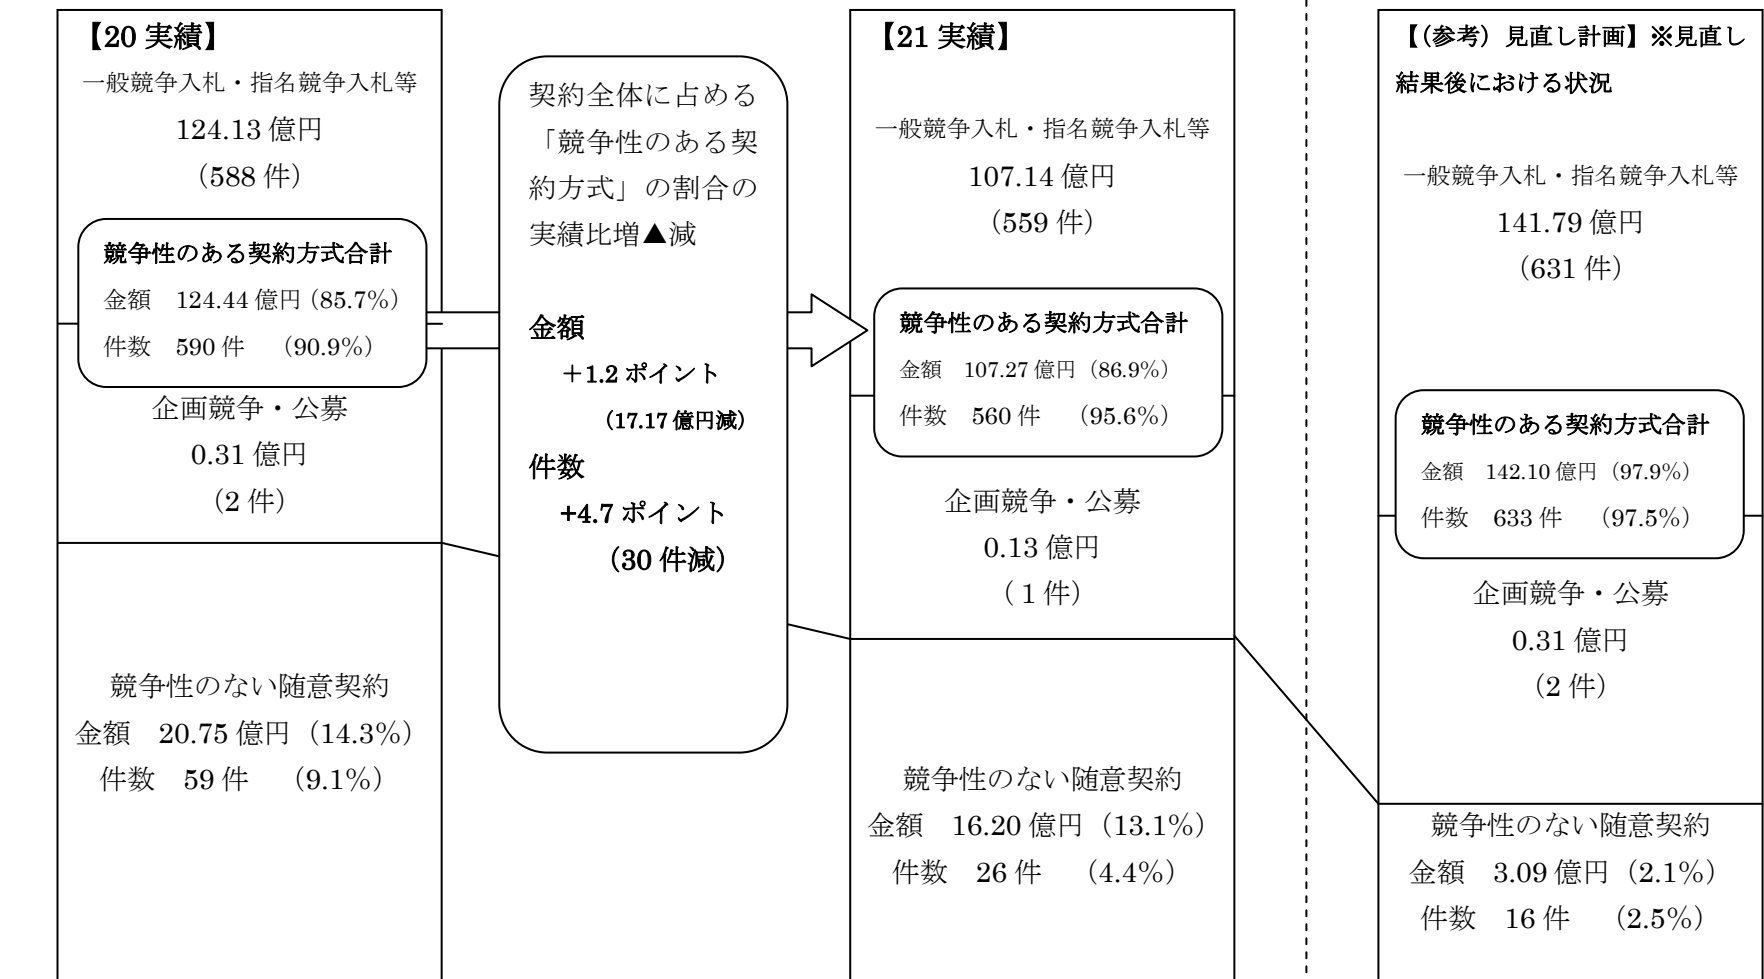 【20 実績】
一般競争入札・指名競争入札等
124.13 億円
（588 件）
競争性のある契約方式合計
金額　124.44 億円（85.7%）
件数　590 件　（90.9%）
企画競争・公募
0.31 億円
（2 件）
競争性のない随意契約
金額　20.75 億円（14.3%）
件数　59 件　（9.1%）
契約全体に占める
「競争性のある契
約方式」の割合の
実績比増▲減
金額
＋1.2 ポイント
（17.17 億円減）
件数
+4.7 ポイント
（30 件減）
【21 実績】
一般競争入札・指名競争入札等
107.14 億円
（559 件）
競争性のある契約方式合計
金額　107.27 億円（86.9%）
件数　560 件　（95.6%）
企画競争・公募
0.13 億円
（１件）
競争性のない随意契約
金額　16.20 億円（13.1%）
件数　26 件　（4.4%）
【（参考）見直し計画】※見直し
結果後における状況
一般競争入札・指名競争入札等
141.79 億円
（631 件）
競争性のある契約方式合計
金額　142.10 億円（97.9%）
件数　633 件　（97.5%）
企画競争・公募
0.31 億円
（2 件）
競争性のない随意契約
金額　3.09 億円（2.1%）
件数　16 件　（2.5%）